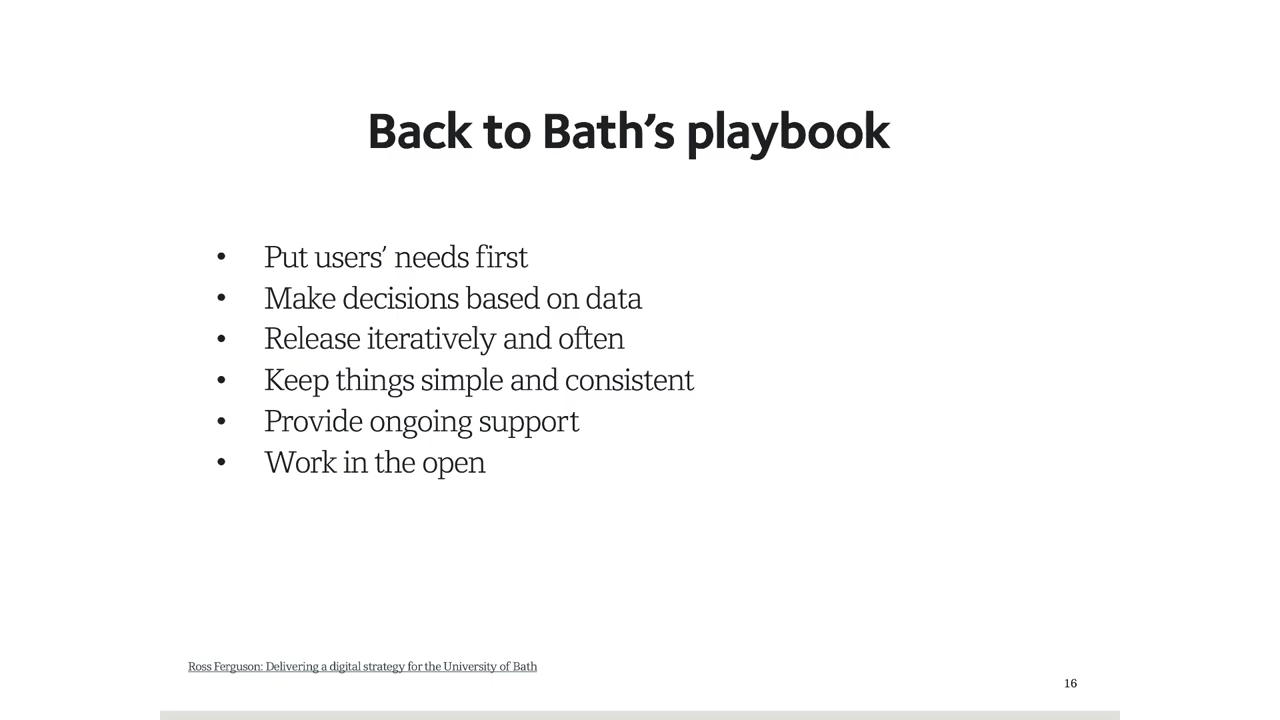 Back to Bath’s playbook
• Put users’ needs first
• Make decisions based on data
• Release iteratively and often
• Keep things simple and consistent
• Provide ongoing support
• Work in the open
Ross Ferguson: Delivering a digital strategy for the University of Bath
16